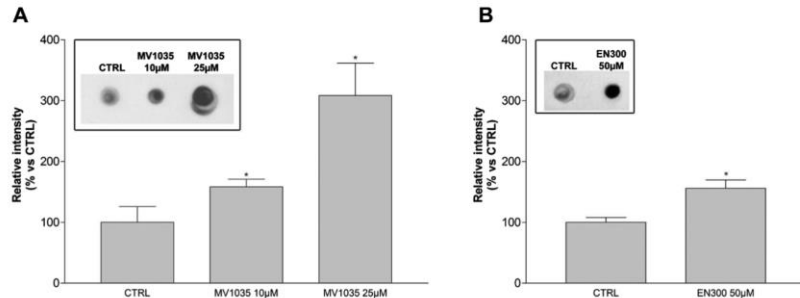 A
Relative intensity
(% vs CTRL)
400
300
200
100
0
CTRL
MV1035
10µM
MV1035
25µM
*
*
CTRL
MV1035 10µM
MV1035 25µM
B
Relative intensity
(% vs CTRL)
400
300
200
100
0
CTRL
EN300
50µM
*
CTRL
EN300 50µM